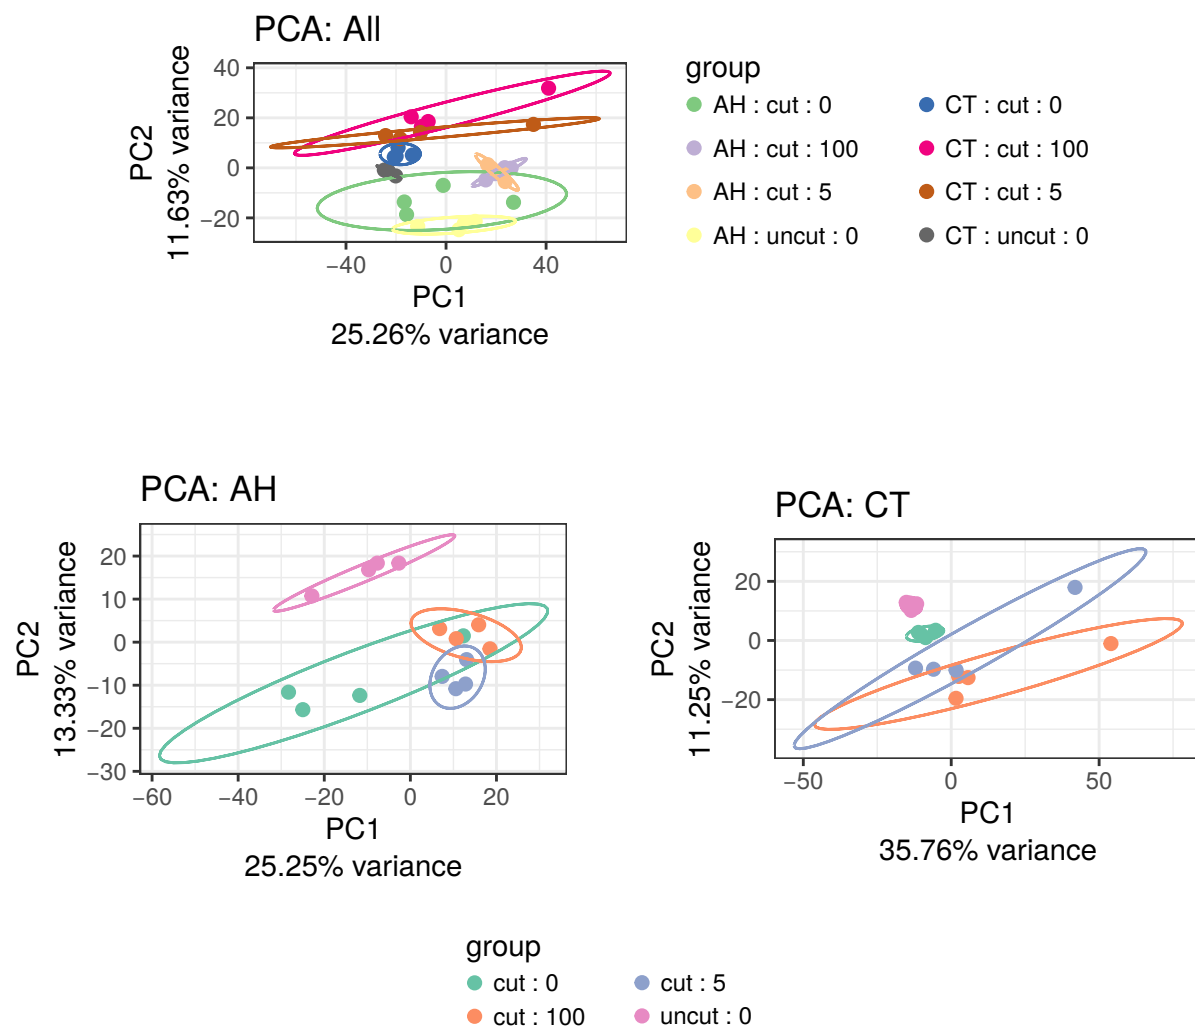 PCA: All
PC2
11.63% variance
40
20
0
−20
−40
0
40
PC1
25.26% variance
group
AH : cut : 0
AH : cut : 100
AH : cut : 5
AH : uncut : 0
CT : cut : 0
CT : cut : 100
CT : cut : 5
CT : uncut : 0
PCA: AH
PC2
13.33% variance
20
10
0
−10
−20
−30
−60
−40
−20
0
20
PC1
25.25% variance
PCA: CT
PC2
11.25% variance
20
0
−20
−50
0
50
PC1
35.76% variance
group
cut : 0
cut : 100
cut : 5
uncut : 0